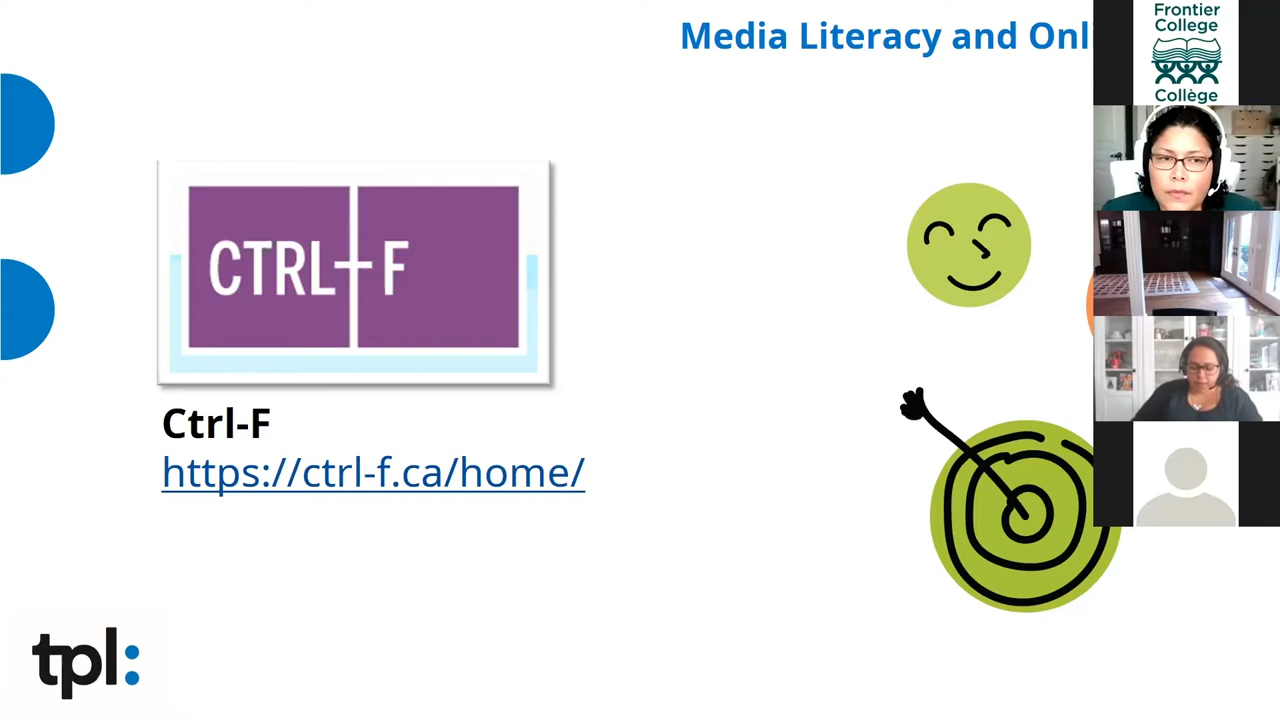 Media Literacy and Onl
Frontier
College
Collège
CTRL+F
Ctrl-F
https://ctrl-f.ca/home/
tpl: